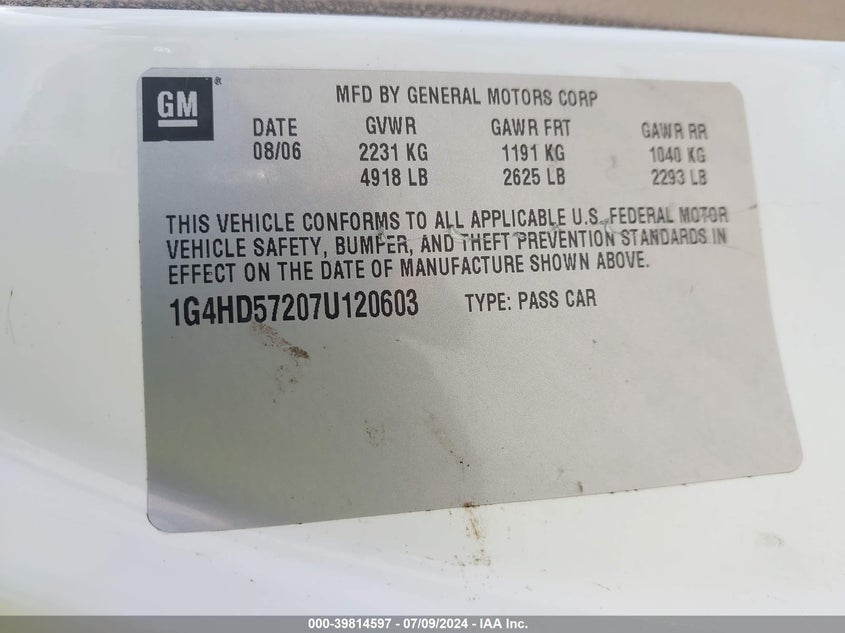 GM ®
MFD BY GENERAL MOTORS CORP
DATE GVWR GAWR FRT GAWR RR
08/06 2231 KG 1191 KG 1040 KG
4918 LB 2625 LB 2293 LB
THIS VEHICLE CONFORMS TO ALL APPLICABLE U.S. FEDERAL MOTOR
VEHICLE SAFETY, BUMPER, AND THEFT PREVENTION STANDARDS IN
EFFECT ON THE DATE OF MANUFACTURE SHOWN ABOVE.
1G4HD57207U120603 TYPE: PASS CAR
000-39814597 - 07/09/2024 - IAA Inc.